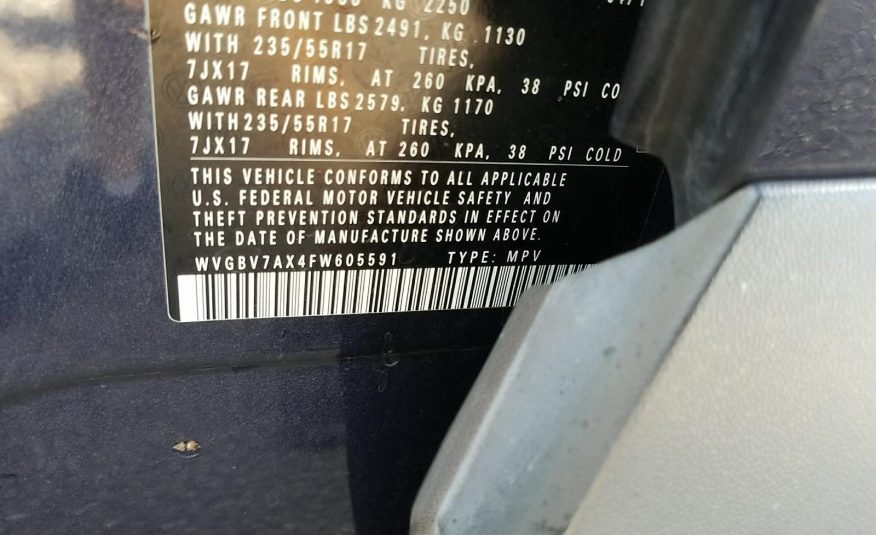 KG 2250
GAWR FRONT LBS 2491, KG 1130
WITH 235/55R17 TIRES,
7JX17 RIMS, AT 260 KPA, 38 PSI CO
GAWR REAR LBS 2579, KG 1170
WITH 235/55R17 TIRES,
7JX17 RIMS, AT 260 KPA, 38 PSI COLD
THIS VEHICLE CONFORMS TO ALL APPLICABLE
U.S. FEDERAL MOTOR VEHICLE SAFETY AND
THEFT PREVENTION STANDARDS IN EFFECT ON
THE DATE OF MANUFACTURE SHOWN ABOVE.
WVGBV7AX4FW605591 TYPE: MPV